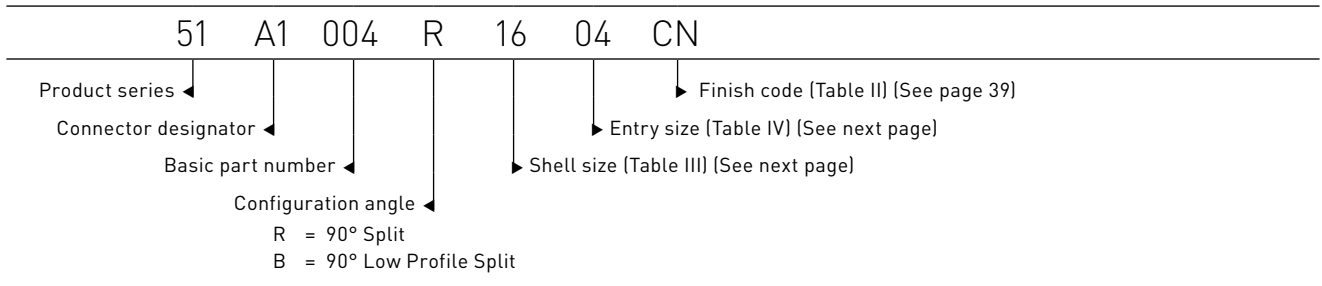 51 A1 004 R 16 04 CN
Product series
Finish code (Table II) (See page 39)
Connector designator
Entry size (Table IV) (See next page)
Basic part number
Shell size (Table III) (See next page)
Configuration angle
R = 90° Split
B = 90° Low Profile Split